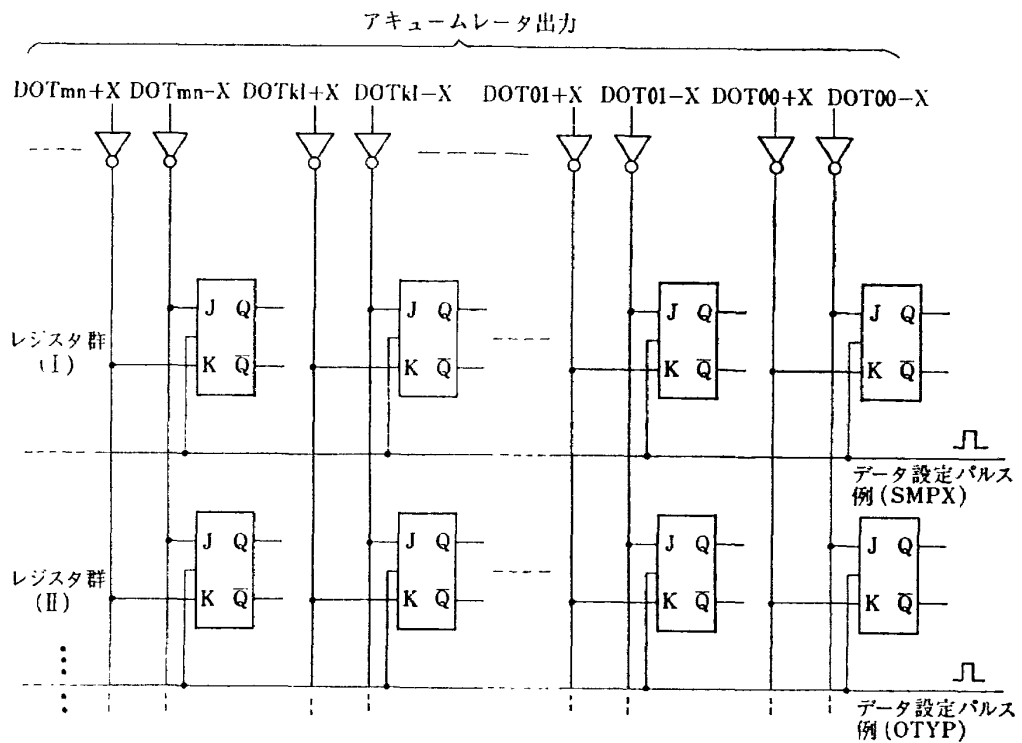 アキュームレータ出力
DOTmn+X DOTmn-X DOTkl+X DOTkl-X DOT01+X DOT01-X DOT00+X DOT00-X
J Q J Q J Q J Q
レジスタ群
(I)
K Q̅ K Q̅ K Q̅ K Q̅
データ設定パルス
例(SMPX)
J Q J Q J Q J Q
レジスタ群
(II)
K Q̅ K Q̅ K Q̅ K Q̅
データ設定パルス
例(OTYP)